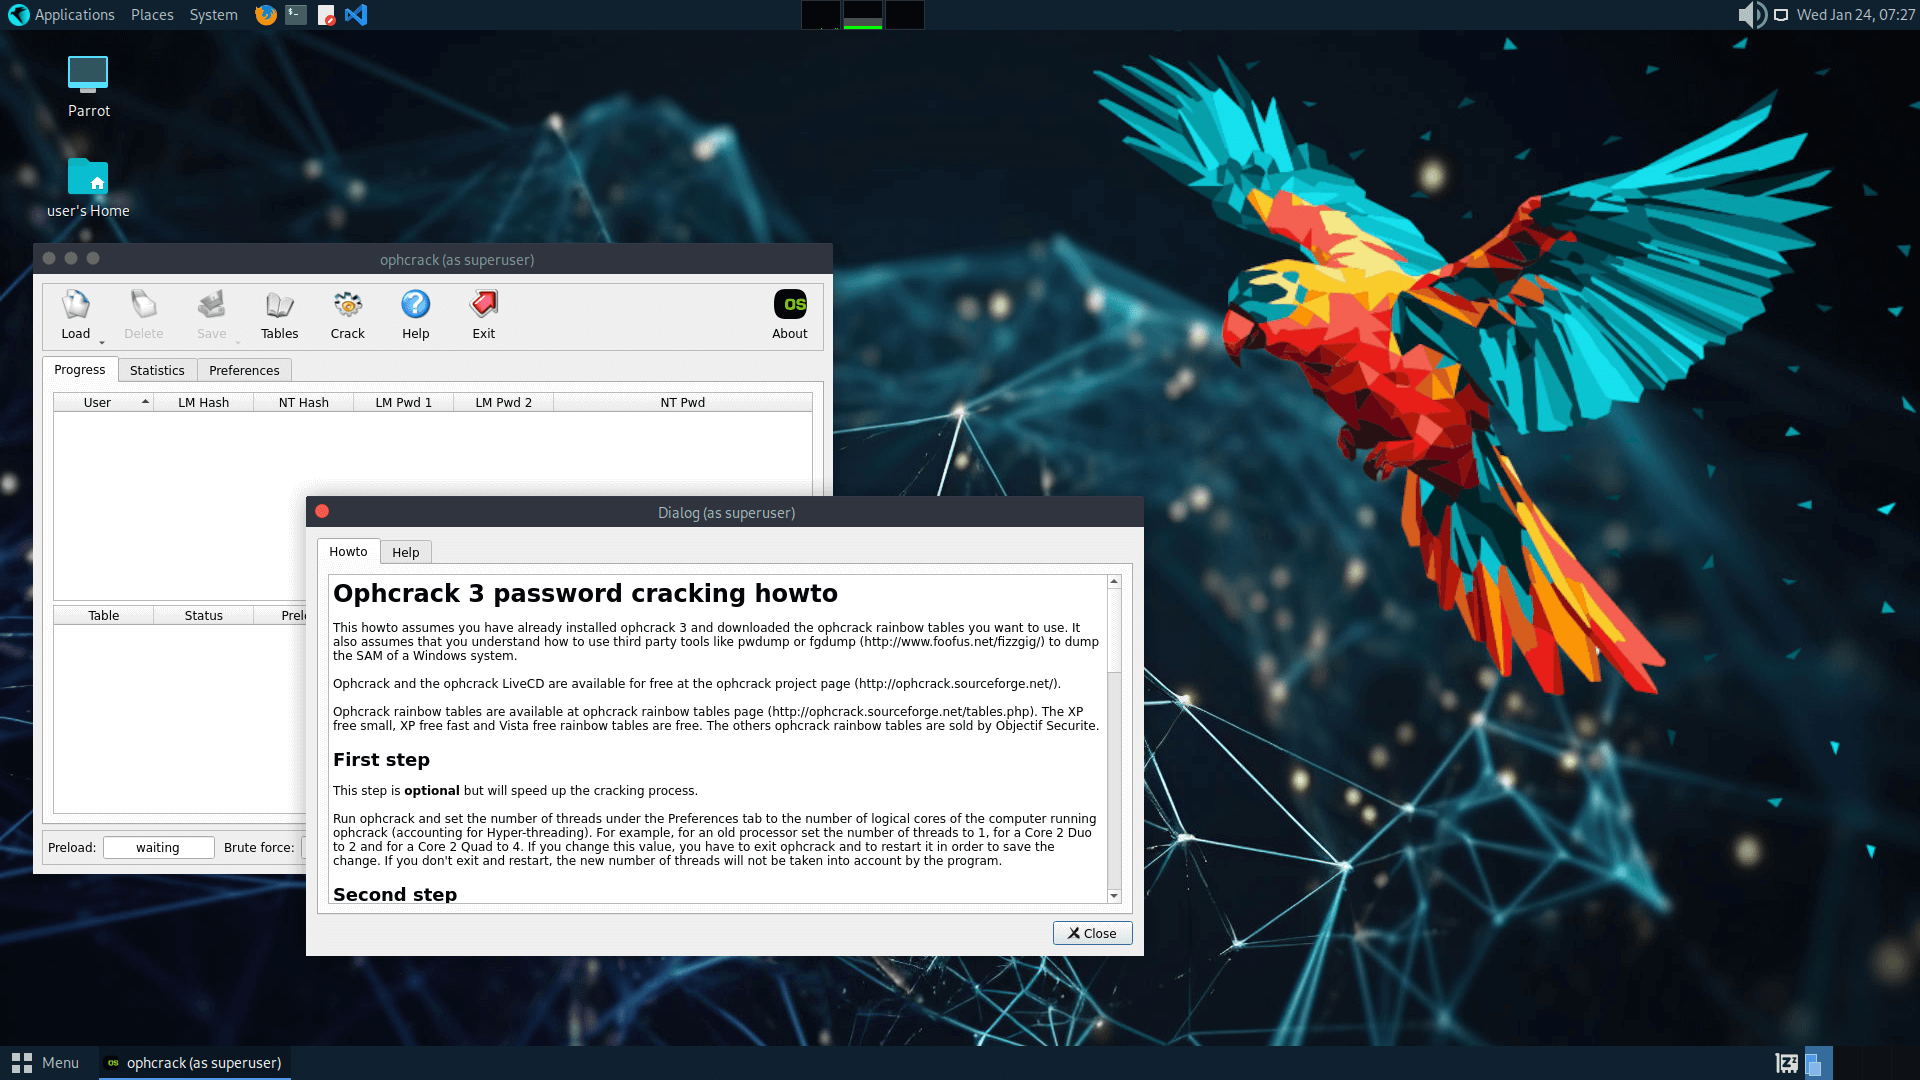 Applications Places System
Wed Jan 24, 07:27
Parrot
user's Home
ophcrack (as superuser)
Load Delete Save Tables Crack Help Exit
OS
About
Progress Statistics Preferences
User LM Hash NT Hash LM Pwd 1 LM Pwd 2 NT Pwd
Table Status Prel
Preload: waiting Brute force:
Dialog (as superuser)
Howto Help
Ophcrack 3 password cracking howto
This howto assumes you have already installed ophcrack 3 and downloaded the ophcrack rainbow tables you want to use. It
also assumes that you understand how to use third party tools like pwdump or fgdump (http://www.foofus.net/fizzgig/) to dump
the SAM of a Windows system.
Ophcrack and the ophcrack LiveCD are available for free at the ophcrack project page (http://ophcrack.sourceforge.net/).
Ophcrack rainbow tables are available at ophcrack rainbow tables page (http://ophcrack.sourceforge.net/tables.php). The XP
free small, XP free fast and Vista free rainbow tables are free. The others ophcrack rainbow tables are sold by Objectif Securite.
First step
This step is optional but will speed up the cracking process.
Run ophcrack and set the number of threads under the Preferences tab to the number of logical cores of the computer running
ophcrack (accounting for Hyper-threading). For example, for an old processor set the number of threads to 1, for a Core 2 Duo
to 2 and for a Core 2 Quad to 4. If you change this value, you have to exit ophcrack and to restart it in order to save the
change. If you don't exit and restart, the new number of threads will not be taken into account by the program.
Second step
Close
Menu
OS ophcrack (as superuser)